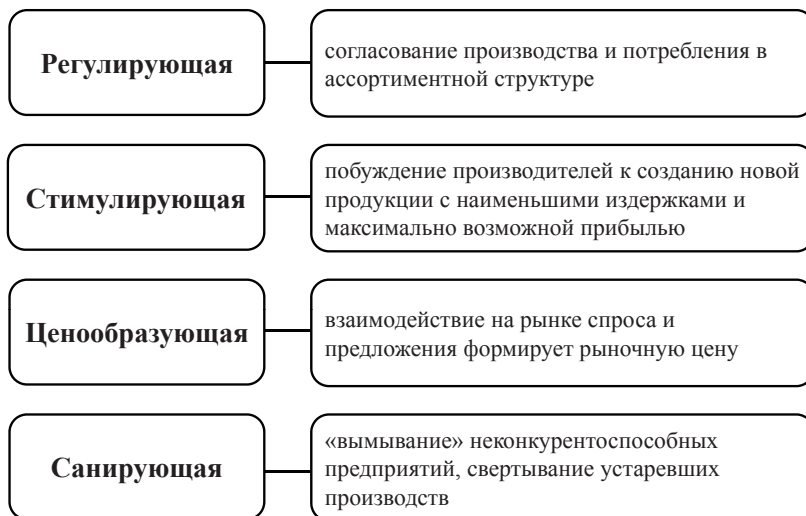 Регулирующая
согласование производства и потребления в
ассортиментной структуре
Стимулирующая
побуждение производителей к созданию новой
продукции с наименьшими издержками и
максимально возможной прибылью
Ценообразующая
взаимодействие на рынке спроса и
предложения формирует рыночную цену
Санирующая
«вымывание» неконкурентоспособных
предприятий, свертывание устаревших
производств